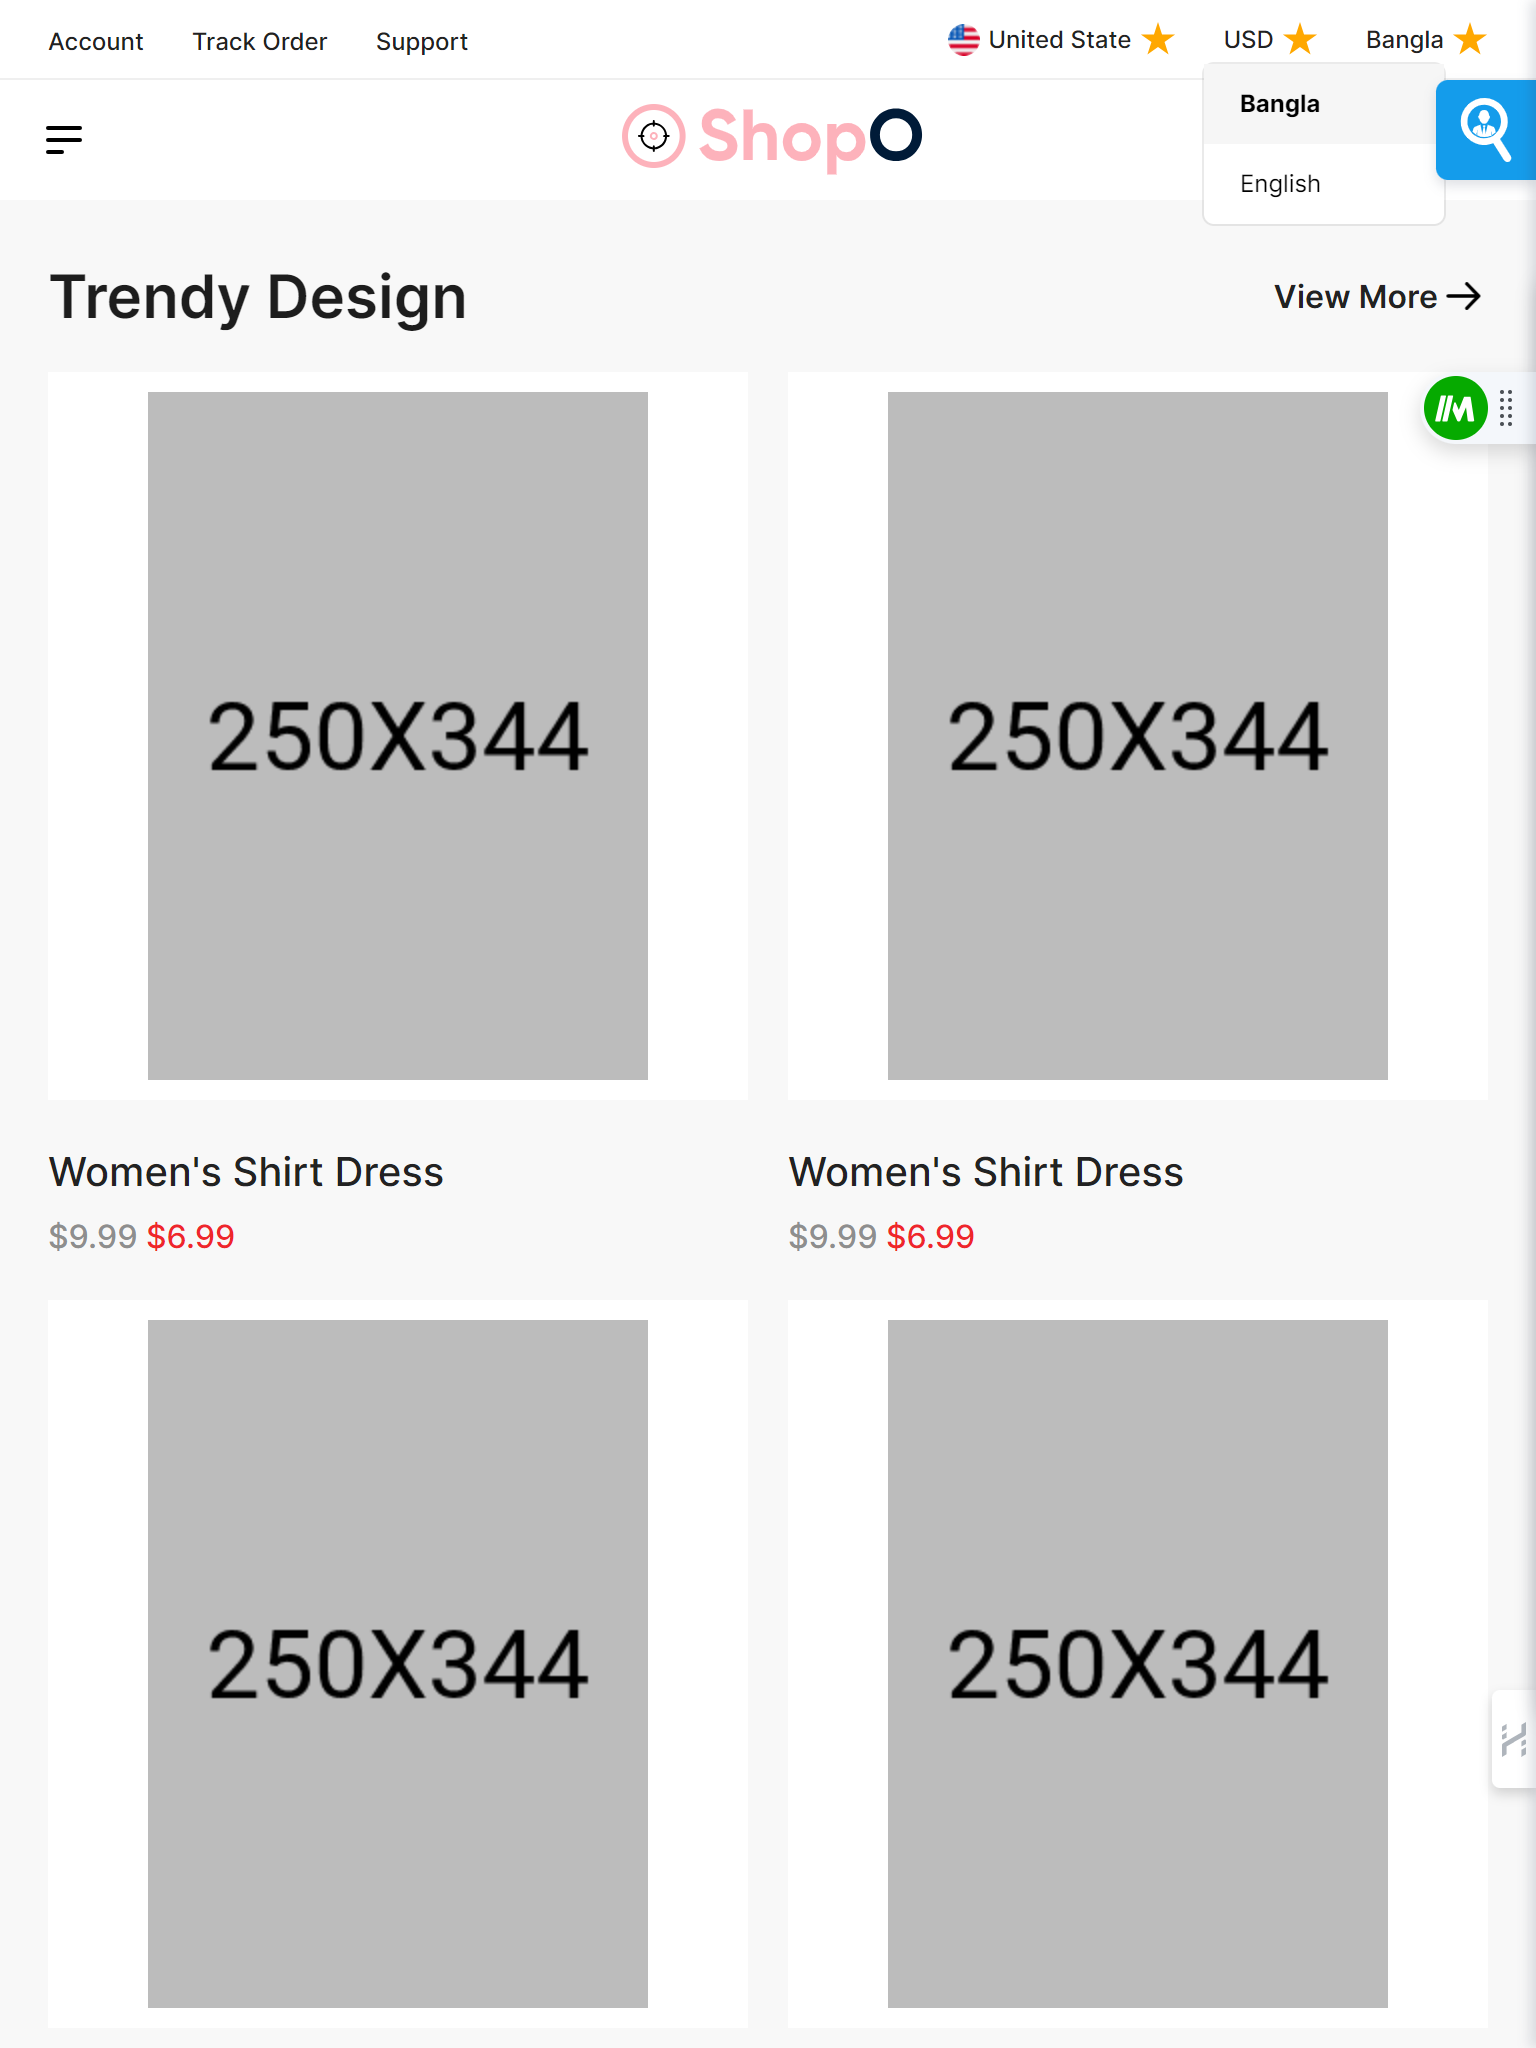 Account Track Order Support United State USD Bangla
Bangla
English
ShopO
Trendy Design View More
250X344 250X344
Women's Shirt Dress Women's Shirt Dress
$9.99 $6.99 $9.99 $6.99
250X344 250X344